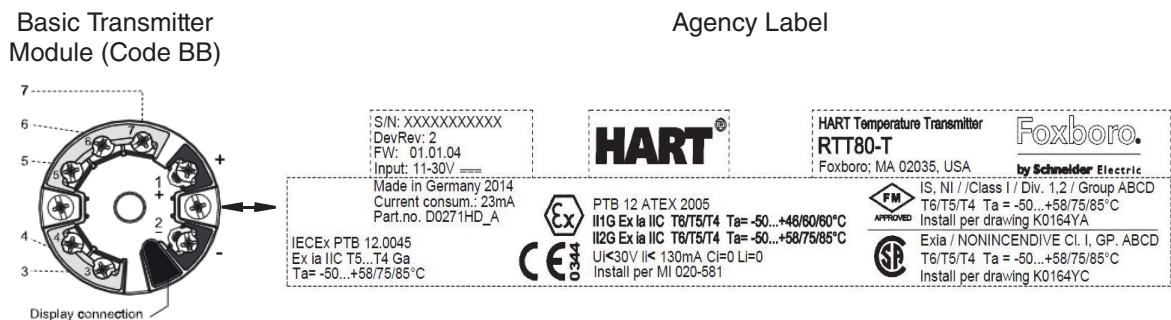 Basic Transmitter
Module (Code BB)
Agency Label
7
6
5
4
3
7
6
5
4
3
1
+
2
+
-
Display connection
S/N: XXXXXXXXXXX
DevRev: 2
FW: 01.01.04
Input: 11-30V
Made in Germany 2014
Current consum.: 23mA
Part.no. D0271HD_A
IECEx PTB 12.0045
Ex ia IIC T5...T4 Ga
Ta= -50...+58/75/85°C
HART®
Ex
CE 0344
PTB 12 ATEX 2005
II1G Ex ia IIC T6/T5/T4 Ta= -50...+46/60/60°C
II2G Ex ia IIC T6/T5/T4 Ta= -50...+58/75/85°C
Ui<30V Ii< 130mA Ci=0 Li=0
Install per MI 020-581
HART Temperature Transmitter
RTT80-T
Foxboro; MA 02035, USA
Foxboro.
by Schneider Electric
FM
APPROVED
IS, NI / /Class I / Div. 1,2 / Group ABCD
T6/T5/T4 Ta = -50...+58/75/85°C
Install per drawing K0164YA
SA
Exia / NONINCENDIVE Cl. I, GP. ABCD
T6/T5/T4 Ta = -50...+58/75/85°C
Install per drawing K0164YC